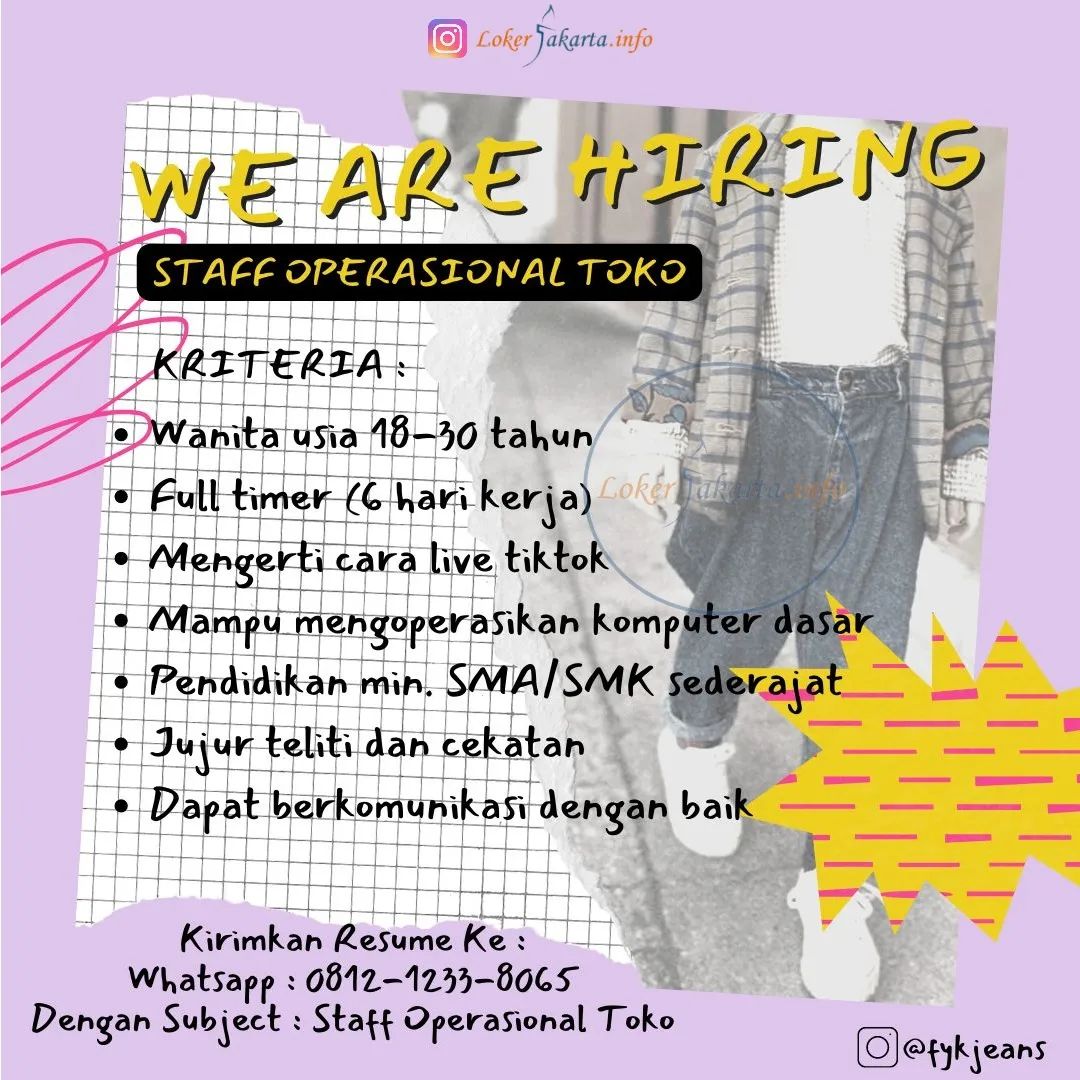 LokerJakarta.info
WE ARE HIRING
STAFF OPERASIONAL TOKO
KRITERIA :
• Wanita usia 18-30 tahun
• Full timer (6 hari kerja)
LokerJakarta.info
• Mengerti cara live tiktok
• Mampu mengoperasikan komputer dasar
• Pendidikan min. SMA/SMK sederajat
• Jujur teliti dan cekatan
• Dapat berkomunikasi dengan baik
Kirimkan Resume Ke :
Whatsapp : 0812-1233-8065
Dengan Subject : Staff Operasional Toko
@fykjeans